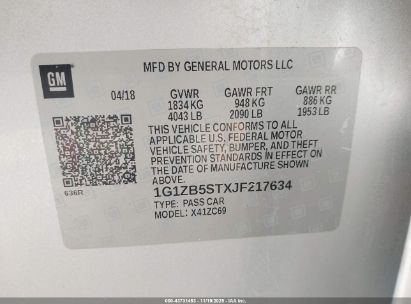 GM
MFD BY GENERAL MOTORS LLC
04/18 GVWR GAWR FRT GAWR RR
1834 KG 948 KG 886 KG
4043 LB 2090 LB 1953 LB
THIS VEHICLE CONFORMS TO ALL
APPLICABLE U.S. FEDERAL MOTOR
VEHICLE SAFETY, BUMPER, AND THEFT
PREVENTION STANDARDS IN EFFECT ON
THE DATE OF MANUFACTURE SHOWN
ABOVE.
636R
1G1ZB5STXJF217634
TYPE: PASS CAR
MODEL: X41ZC69